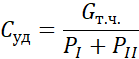 C_уд = G_т.ч. / (P_I + P_II)